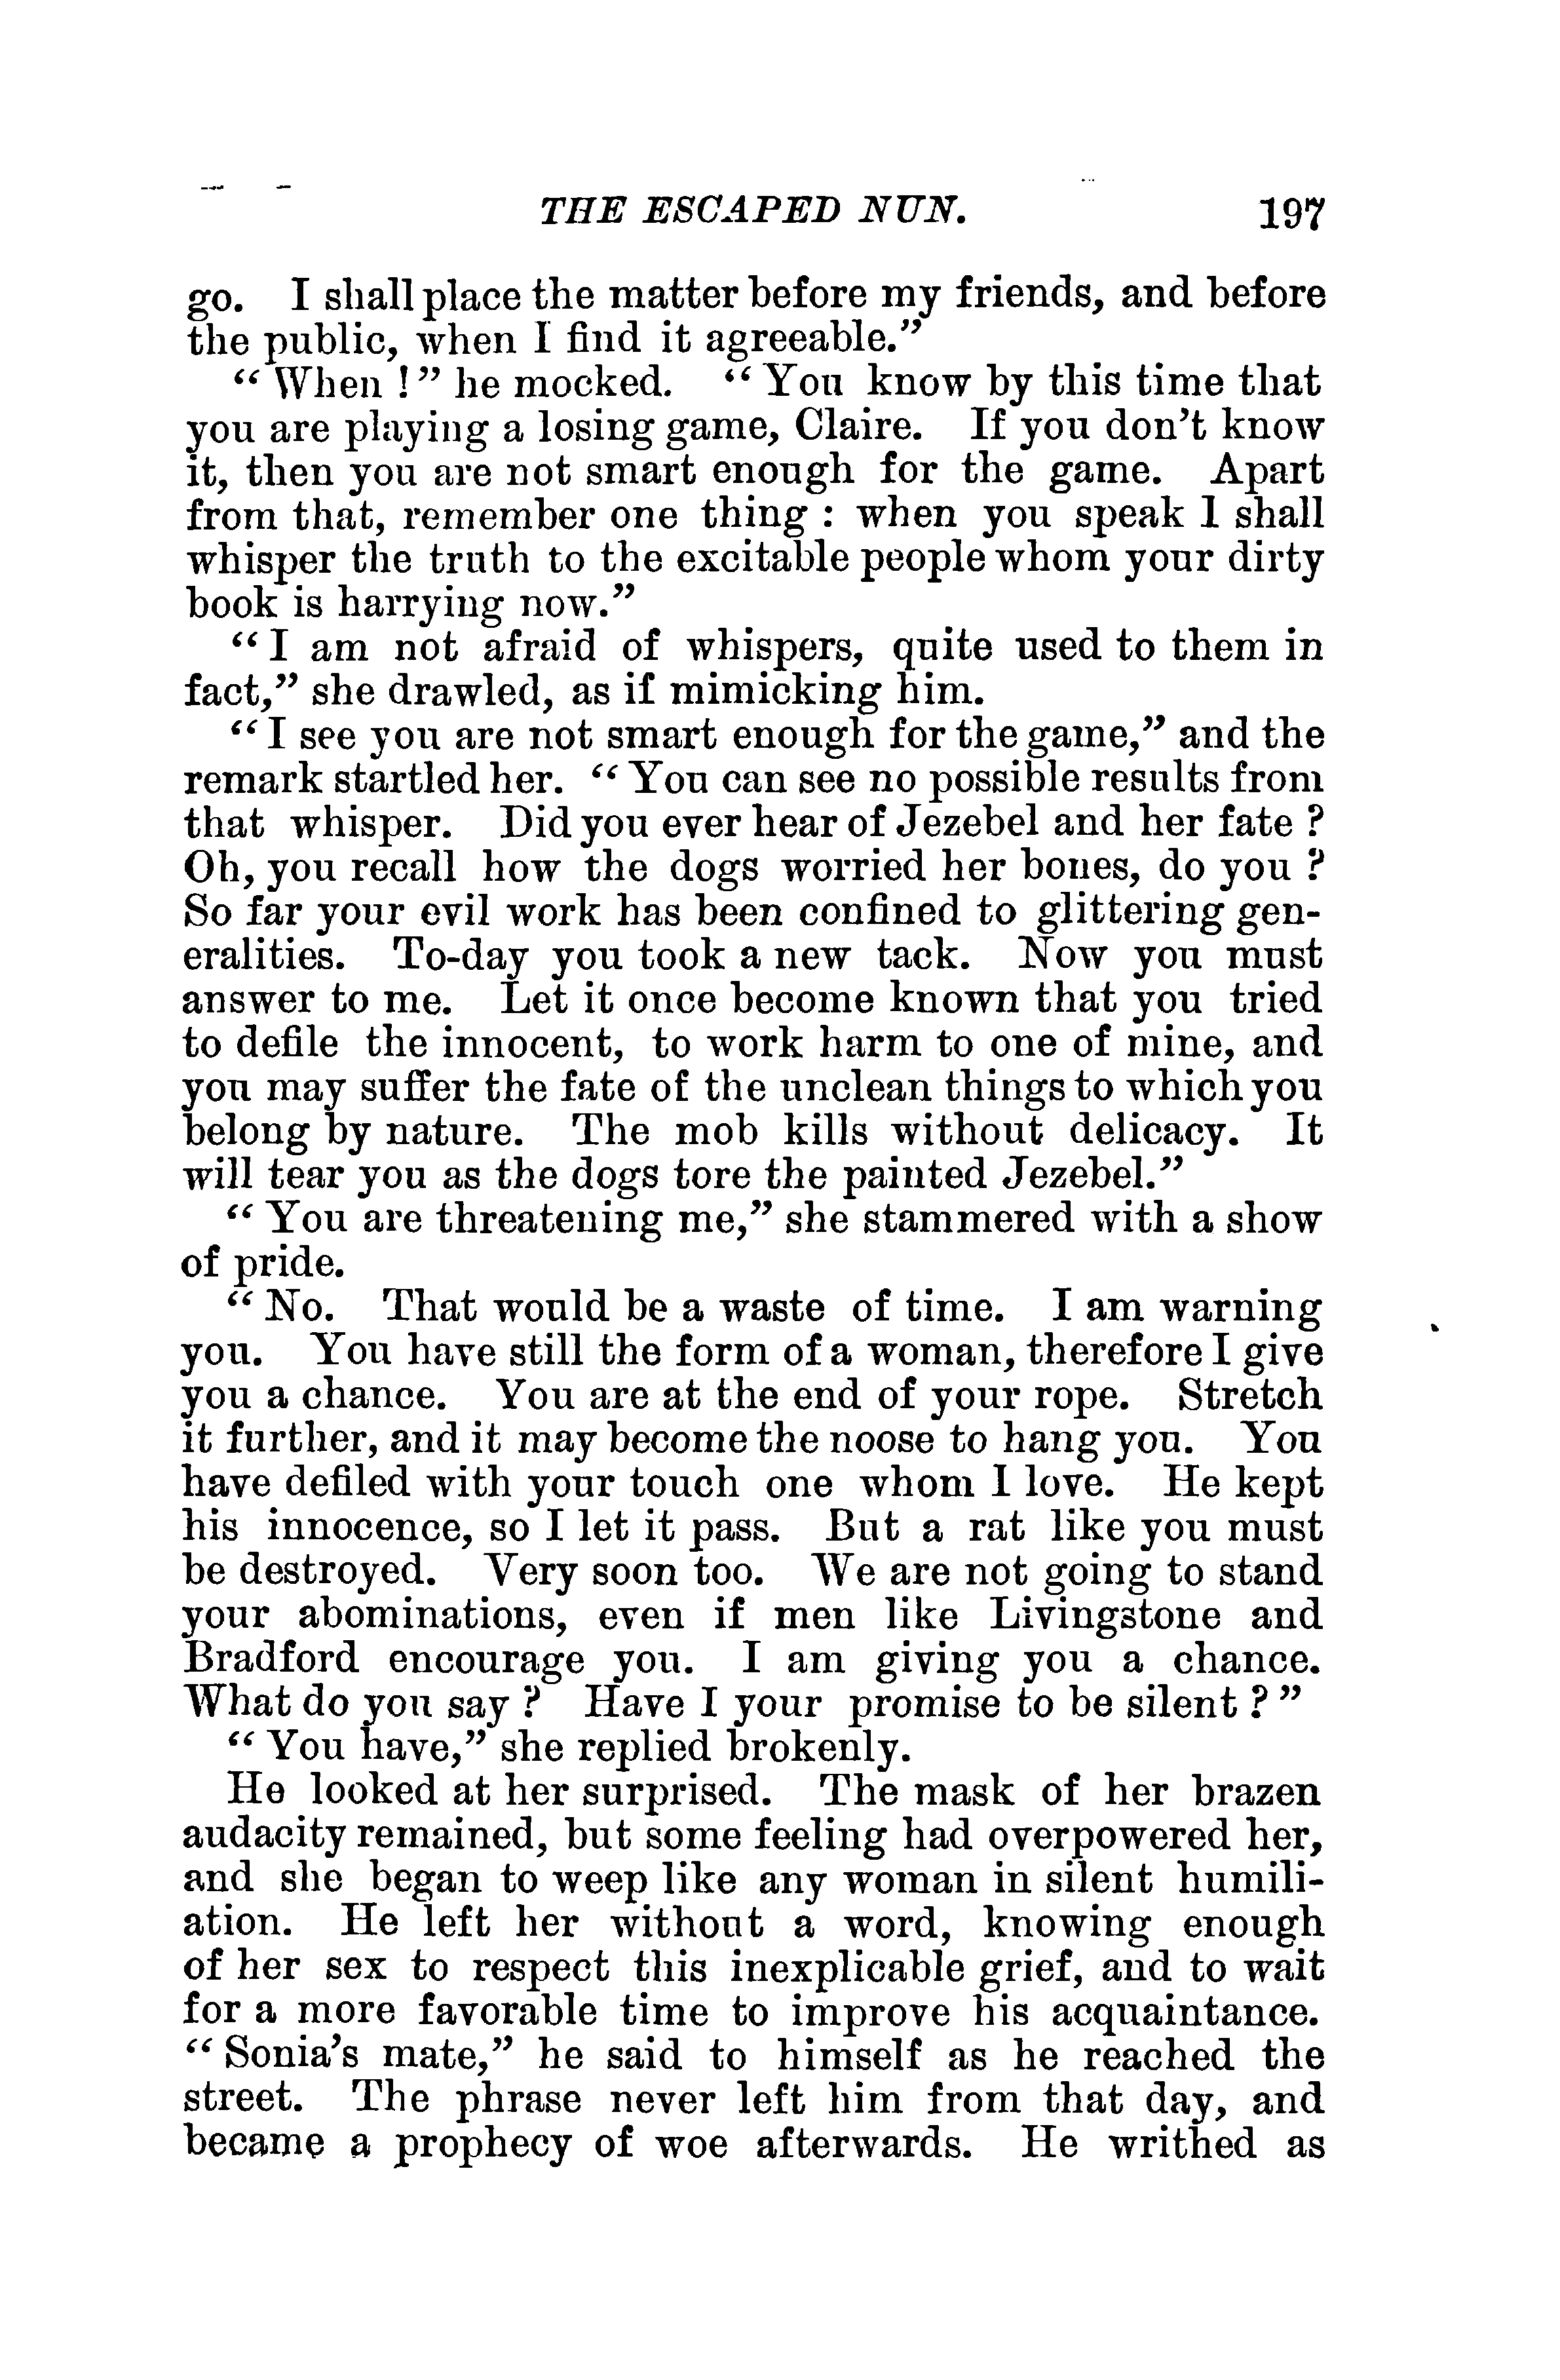 THE ESCAPED NUN. 197
go. I shall place the matter before my friends, and before
the public, when I find it agreeable.”
“ When !” he mocked. “ You know by this time that
you are playing a losing game, Claire. If you don’t know
it, then you are not smart enough for the game. Apart
from that, remember one thing : when you speak I shall
whisper the truth to the excitable people whom your dirty
book is harrying now.”
“ I am not afraid of whispers, quite used to them in
fact,” she drawled, as if mimicking him.
“ I see you are not smart enough for the game,” and the
remark startled her. “ You can see no possible results from
that whisper. Did you ever hear of Jezebel and her fate ?
Oh, you recall how the dogs worried her bones, do you ?
So far your evil work has been confined to glittering gen-
eralities. To-day you took a new tack. Now you must
answer to me. Let it once become known that you tried
to defile the innocent, to work harm to one of mine, and
you may suffer the fate of the unclean things to which you
belong by nature. The mob kills without delicacy. It
will tear you as the dogs tore the painted Jezebel.”
“ You are threatening me,” she stammered with a show
of pride.
“ No. That would be a waste of time. I am warning
you. You have still the form of a woman, therefore I give
you a chance. You are at the end of your rope. Stretch
it further, and it may become the noose to hang you. You
have defiled with your touch one whom I love. He kept
his innocence, so I let it pass. But a rat like you must
be destroyed. Very soon too. We are not going to stand
your abominations, even if men like Livingstone and
Bradford encourage you. I am giving you a chance.
What do you say ? Have I your promise to be silent ? ”
“ You have,” she replied brokenly.
He looked at her surprised. The mask of her brazen
audacity remained, but some feeling had overpowered her,
and she began to weep like any woman in silent humili-
ation. He left her without a word, knowing enough
of her sex to respect this inexplicable grief, and to wait
for a more favorable time to improve his acquaintance.
“ Sonia’s mate,” he said to himself as he reached the
street. The phrase never left him from that day, and
became a prophecy of woe afterwards. He writhed as